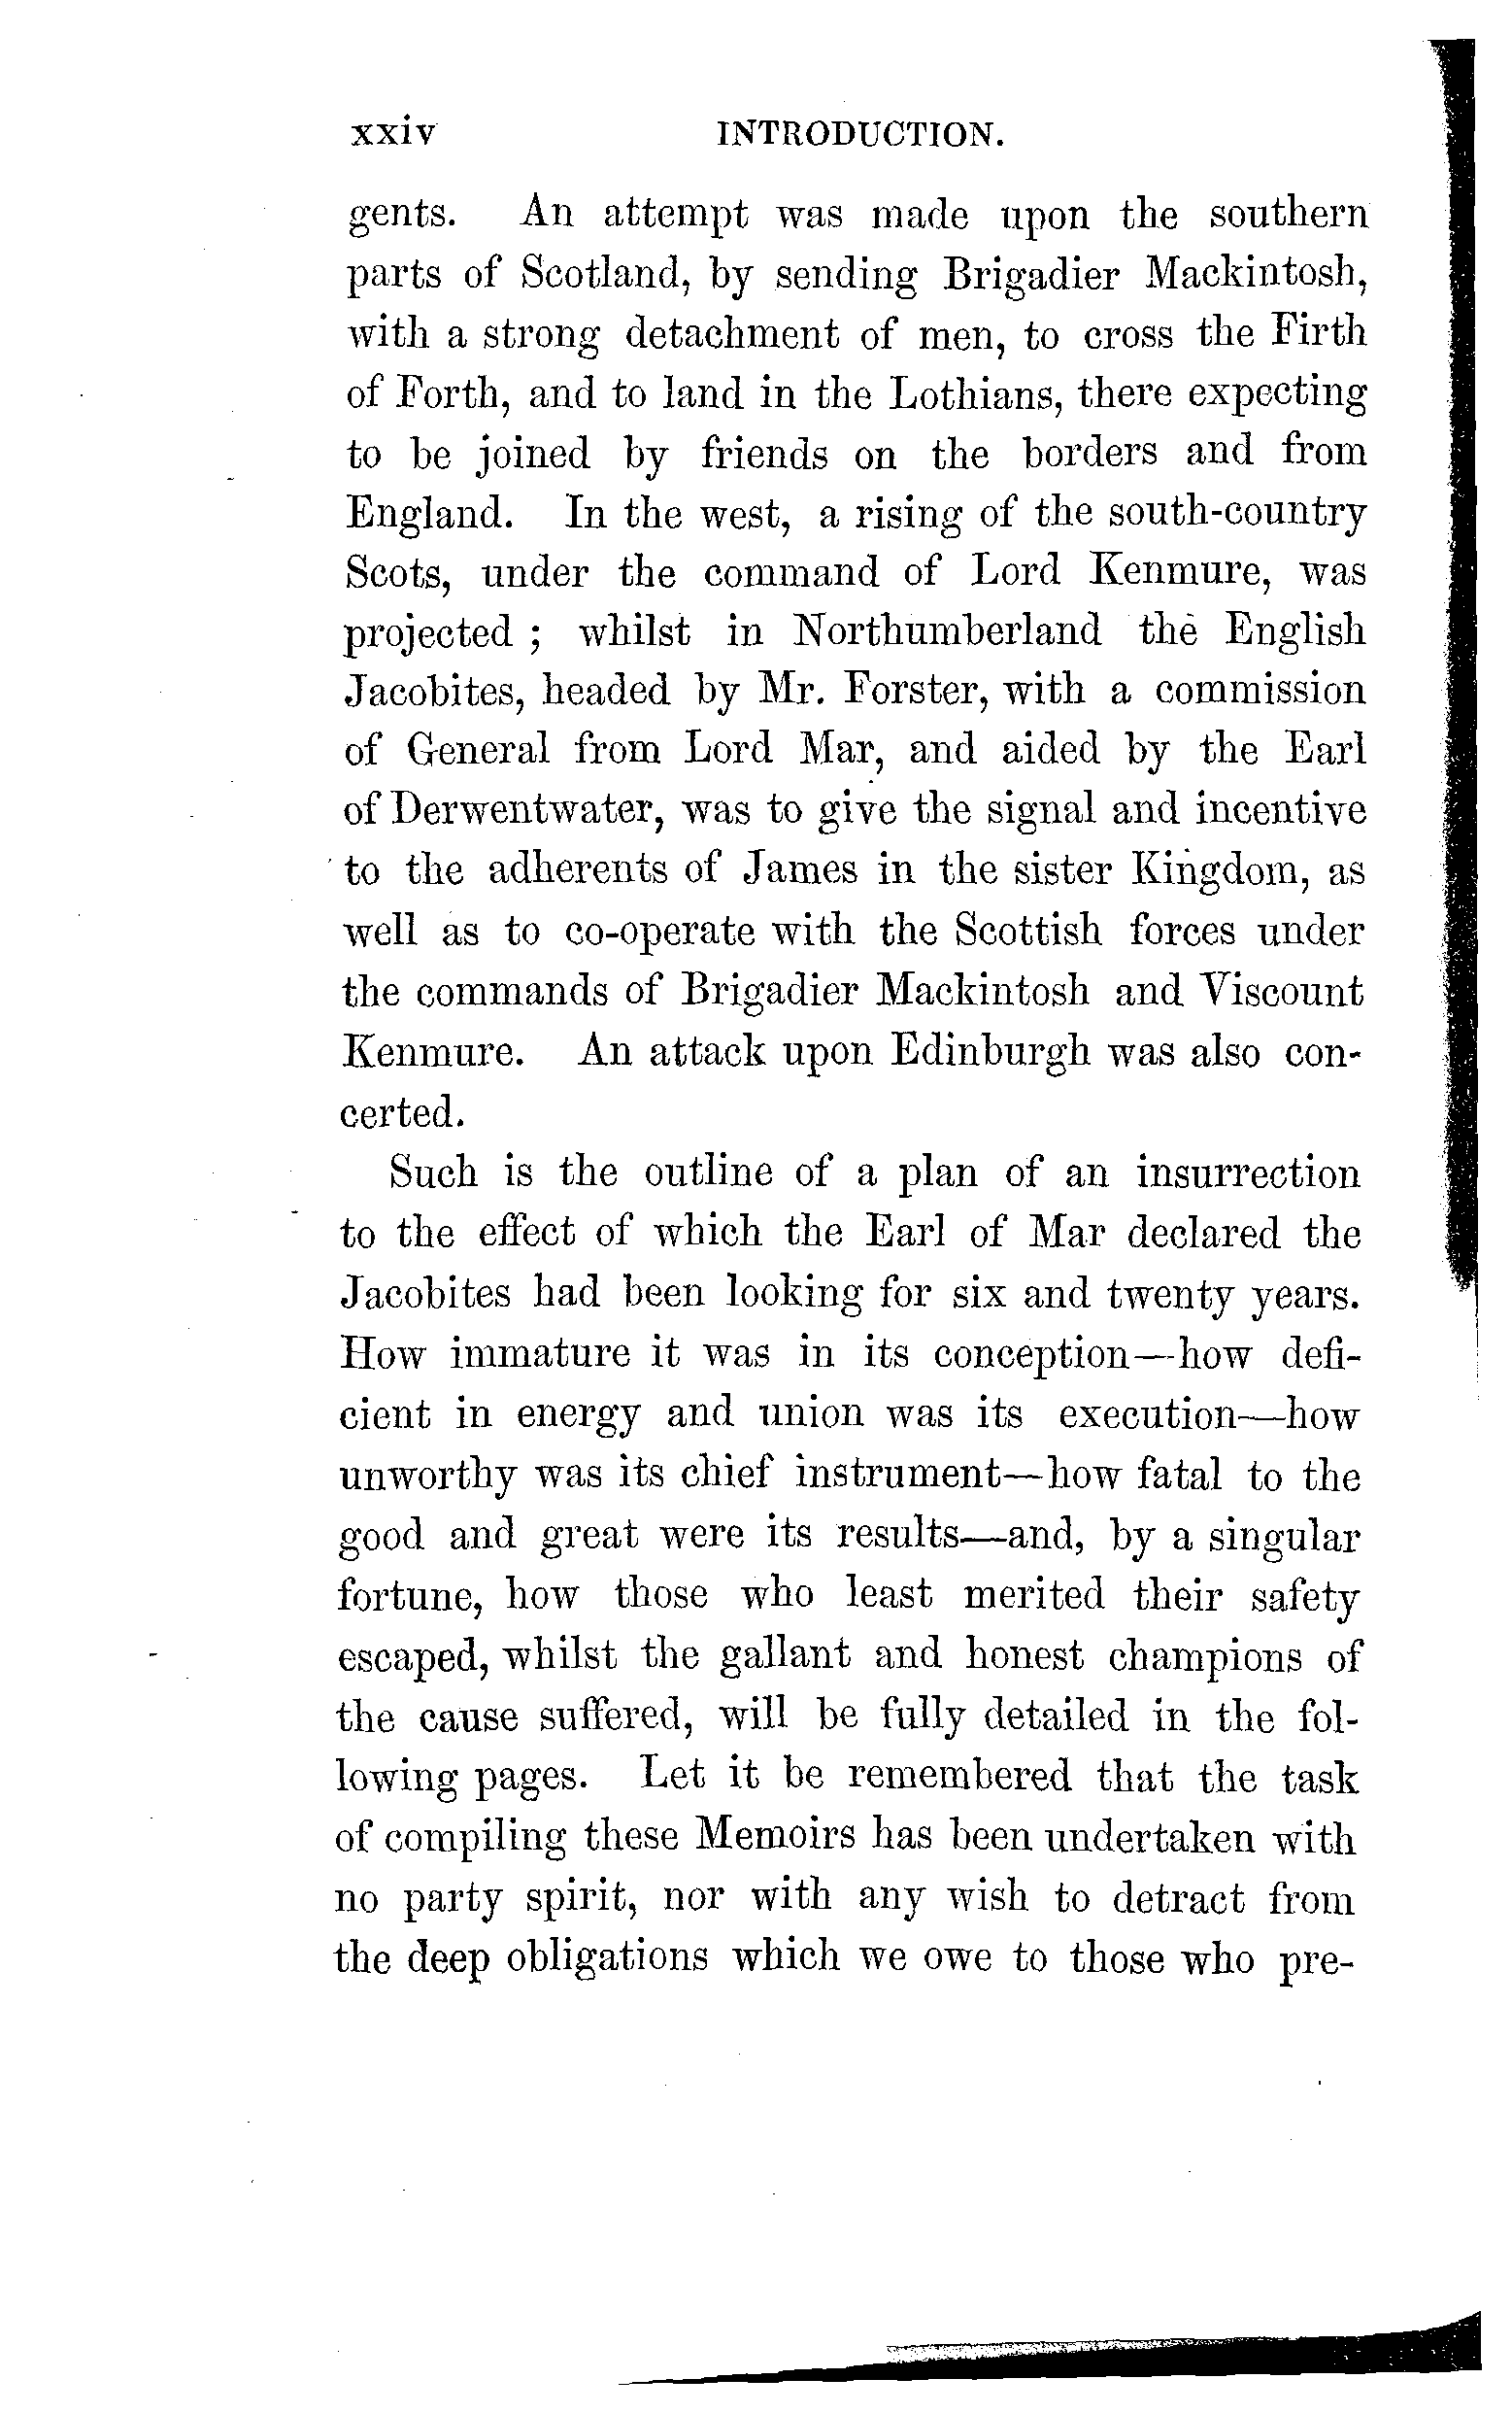 xxiv INTRODUCTION.
gents. An attempt was made upon the southern
parts of Scotland, by sending Brigadier Mackintosh,
with a strong detachment of men, to cross the Firth
of Forth, and to land in the Lothians, there expecting
to be joined by friends on the borders and from
England. In the west, a rising of the south-country
Scots, under the command of Lord Kenmure, was
projected ; whilst in Northumberland the English
Jacobites, headed by Mr. Forster, with a commission
of General from Lord Mar, and aided by the Earl
of Derwentwater, was to give the signal and incentive
to the adherents of James in the sister Kingdom, as
well as to co-operate with the Scottish forces under
the commands of Brigadier Mackintosh and Viscount
Kenmure. An attack upon Edinburgh was also con-
certed.
Such is the outline of a plan of an insurrection
to the effect of which the Earl of Mar declared the
Jacobites had been looking for six and twenty years.
How immature it was in its conception—how defi-
cient in energy and union was its execution—how
unworthy was its chief instrument—how fatal to the
good and great were its results—and, by a singular
fortune, how those who least merited their safety
escaped, whilst the gallant and honest champions of
the cause suffered, will be fully detailed in the fol-
lowing pages. Let it be remembered that the task
of compiling these Memoirs has been undertaken with
no party spirit, nor with any wish to detract from
the deep obligations which we owe to those who pre-